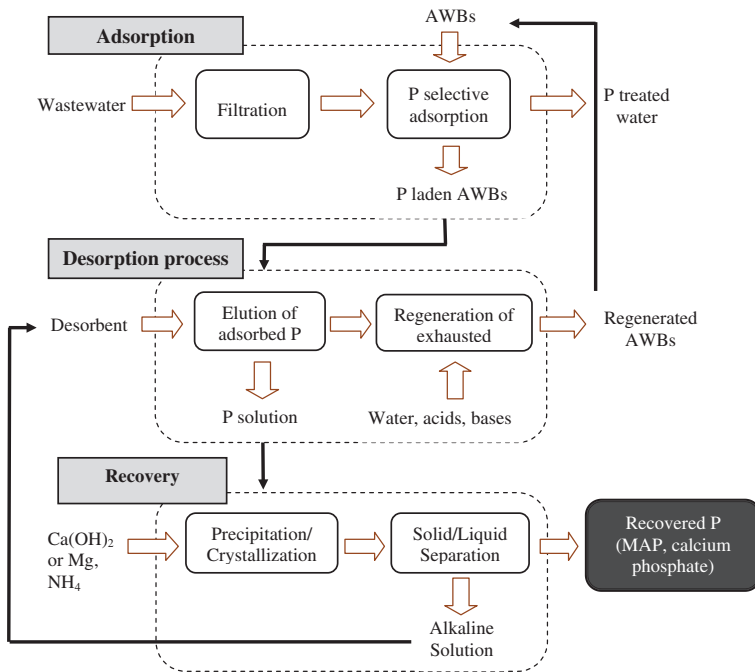 Adsorption
AWBs
Wastewater
Filtration
P selective
adsorption
P treated
water
P laden AWBs
Desorption process
Desorbent
Elution of
adsorbed P
Regeneration of
exhausted
Regenerated
AWBs
P solution
Water, acids, bases
Recovery
Ca(OH)2
or Mg,
NH4
Precipitation/
Crystallization
Solid/Liquid
Separation
Recovered P
(MAP, calcium
phosphate)
Alkaline
Solution